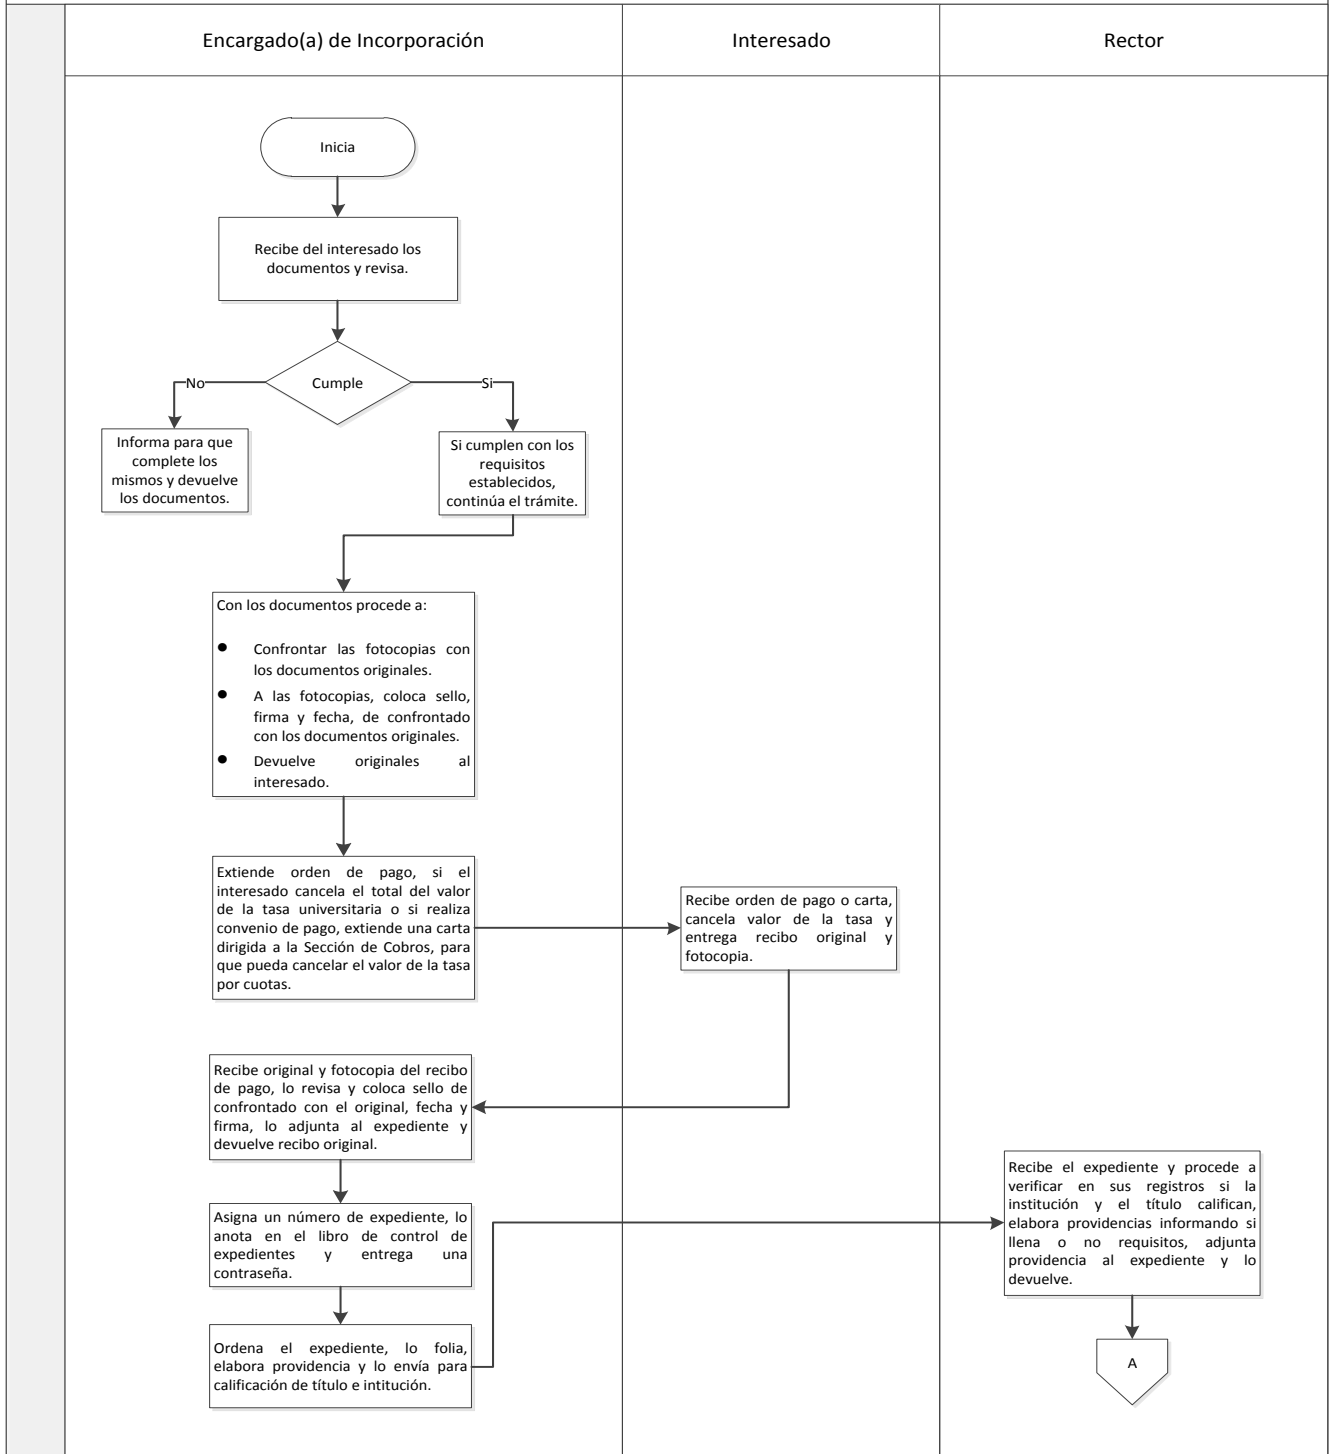 Encargado(a) de Incorporación
Interesado
Rector
Inicia
Recibe del interesado los
documentos y revisa.
Cumple
No
Si
Informa para que
complete los
mismos y devuelve
los documentos.
Si cumplen con los
requisitos
establecidos,
continúa el trámite.
Con los documentos procede a:
● Confrontar las fotocopias con
los documentos originales.
● A las fotocopias, coloca sello,
firma y fecha, de confrontado
con los documentos originales.
● Devuelve originales al
interesado.
Extiende orden de pago, si el
interesado cancela el total del valor
de la tasa universitaria o si realiza
convenio de pago, extiende una carta
dirigida a la Sección de Cobros, para
que pueda cancelar el valor de la tasa
por cuotas.
Recibe orden de pago o carta,
cancela valor de la tasa y
entrega recibo original y
fotocopia.
Recibe original y fotocopia del recibo
de pago, lo revisa y coloca sello de
confrontado con el original, fecha y
firma, lo adjunta al expediente y
devuelve recibo original.
Asigna un número de expediente, lo
anota en el libro de control de
expedientes y entrega una
contraseña.
Ordena el expediente, lo folia,
elabora providencia y lo envía para
calificación de título e intitución.
Recibe el expediente y procede a
verificar en sus registros si la
institución y el título califican,
elabora providencias informando si
llena o no requisitos, adjunta
providencia al expediente y lo
devuelve.
A